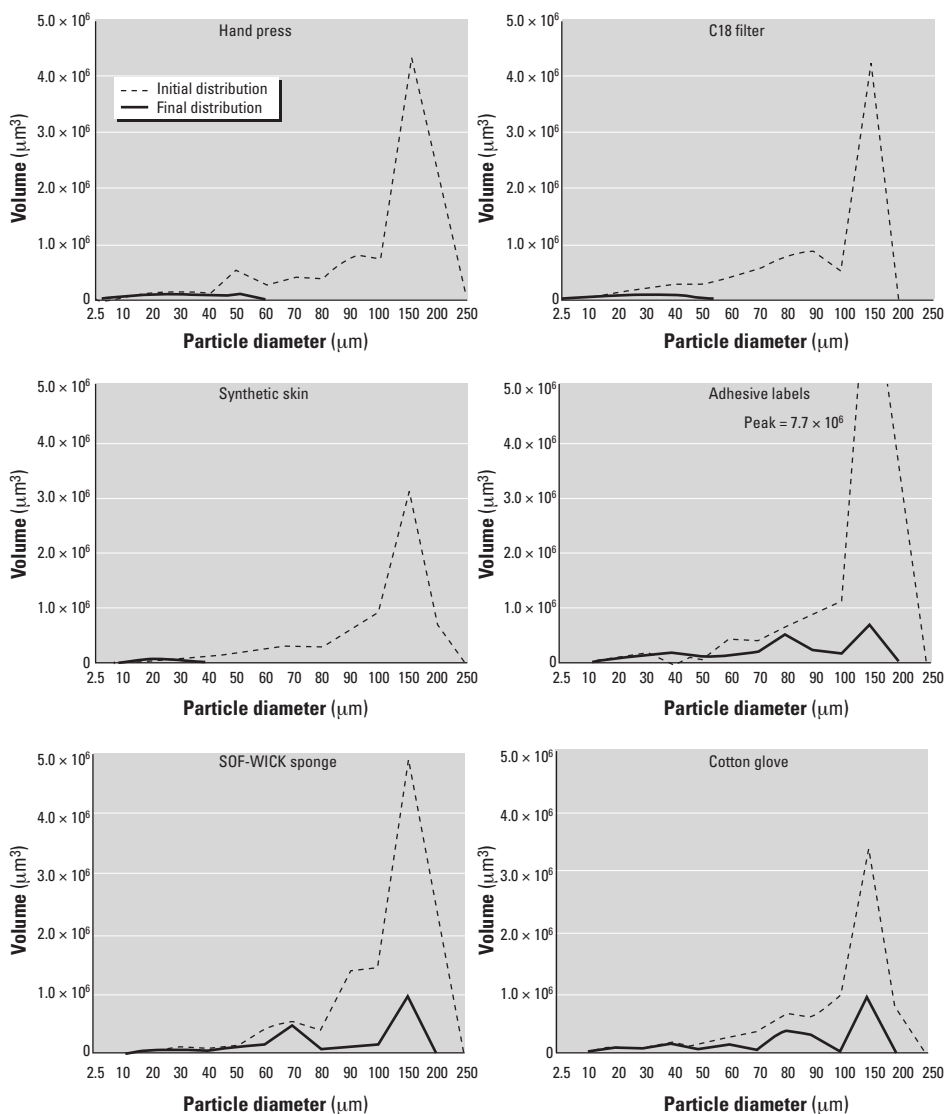 Hand press
5.0 × 10⁶
4.0 × 10⁶
3.0 × 10⁶
2.0 × 10⁶
1.0 × 10⁶
0
Volume (μm³)
Initial distribution
Final distribution
2.5 10 20 30 40 50 60 70 80 90 100 150 200 250
Particle diameter (μm)
C18 filter
5.0 × 10⁶
4.0 × 10⁶
3.0 × 10⁶
2.0 × 10⁶
1.0 × 10⁶
0
Volume (μm³)
2.5 10 20 30 40 50 60 70 80 90 100 150 200 250
Particle diameter (μm)
Synthetic skin
5.0 × 10⁶
4.0 × 10⁶
3.0 × 10⁶
2.0 × 10⁶
1.0 × 10⁶
0
Volume (μm³)
2.5 10 20 30 40 50 60 70 80 90 100 150 200 250
Particle diameter (μm)
Adhesive labels
Peak = 7.7 × 10⁶
5.0 × 10⁶
4.0 × 10⁶
3.0 × 10⁶
2.0 × 10⁶
1.0 × 10⁶
0
Volume (μm³)
2.5 10 20 30 40 50 60 70 80 90 100 150 200 250
Particle diameter (μm)
SOF-WICK sponge
5.0 × 10⁶
4.0 × 10⁶
3.0 × 10⁶
2.0 × 10⁶
1.0 × 10⁶
0
Volume (μm³)
2.5 10 20 30 40 50 60 70 80 90 100 150 200 250
Particle diameter (μm)
Cotton glove
5.0 × 10⁶
4.0 × 10⁶
3.0 × 10⁶
2.0 × 10⁶
1.0 × 10⁶
0
Volume (μm³)
2.5 10 20 30 40 50 60 70 80 90 100 150 200 250
Particle diameter (μm)